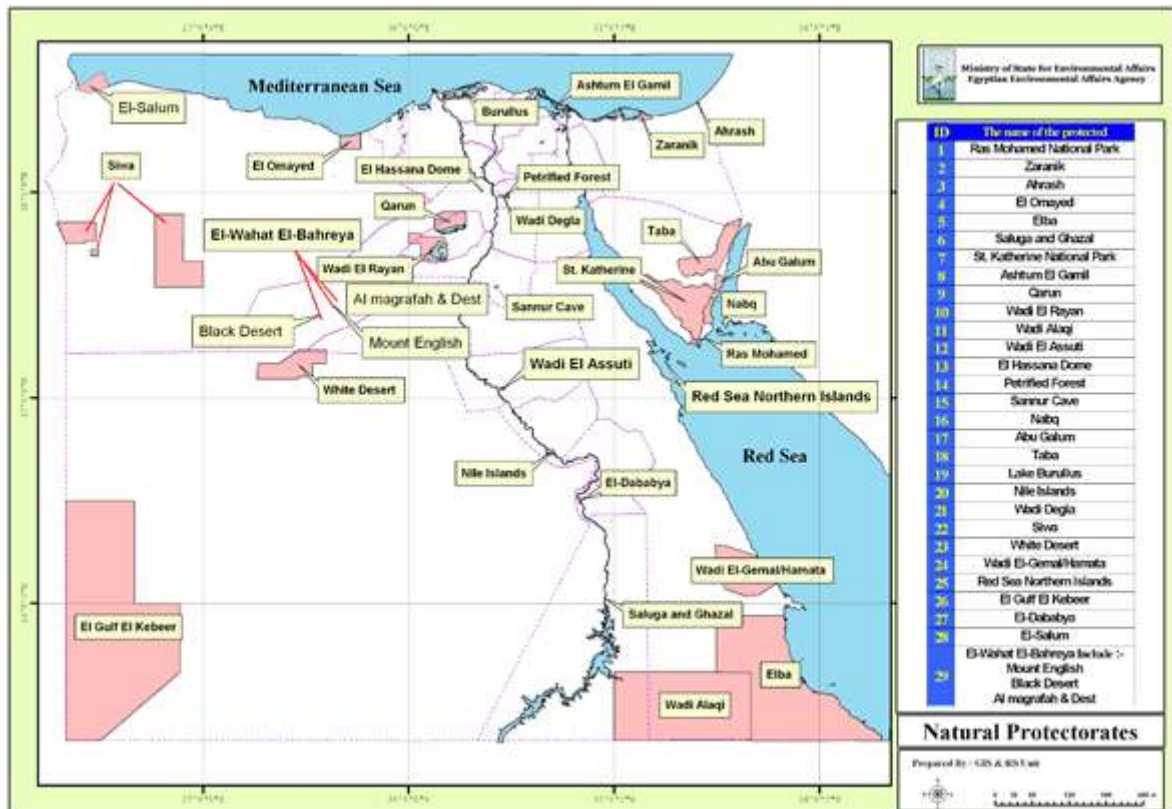 Mediterranean Sea
Ashtum El Gamil
El-Salum
Burullus
Ahrash
Zaranik
El Omayed
Siwa
El Hassana Dome
Petrified Forest
Qarun
Wadi Degla
El-Wahat El-Bahreya
Taba
Abu Galum
Wadi El Rayan
St. Katherine
Al magrafah & Dest
Sannur Cave
Nabq
Black Desert
Mount English
Ras Mohamed
Wadi El Assuti
White Desert
Red Sea Northern Islands
Red Sea
Nile Islands
El-Dababya
Wadi El-Gemal/Hamata
Saluga and Ghazal
El Gulf El Kebeer
Elba
Wadi Alaqi
Ministry of State for Environmental Affairs
Egyptian Environmental Affairs Agency
ID The name of the protected
1 Ras Mohamed National Park
2 Zaranik
3 Ahrash
4 El Omayed
5 Elba
6 Saluga and Ghazal
7 St. Katherine National Park
8 Ashtum El Gamil
9 Qarun
10 Wadi El Rayan
11 Wadi Alaqi
12 Wadi El Assuti
13 El Hassana Dome
14 Petrified Forest
15 Sannur Cave
16 Nabq
17 Abu Galum
18 Taba
19 Lake Burullus
20 Nile Islands
21 Wadi Degla
22 Siwa
23 White Desert
24 Wadi El-Gemal/Hamata
25 Red Sea Northern Islands
26 El Gulf El Kebeer
27 El-Dababya
28 El-Salum
29 El-Wahat El-Bahreya Include :-
Mount English
Black Desert
Al magrafah & Dest
Natural Protectorates
Prepared By : GIS & RS Unit